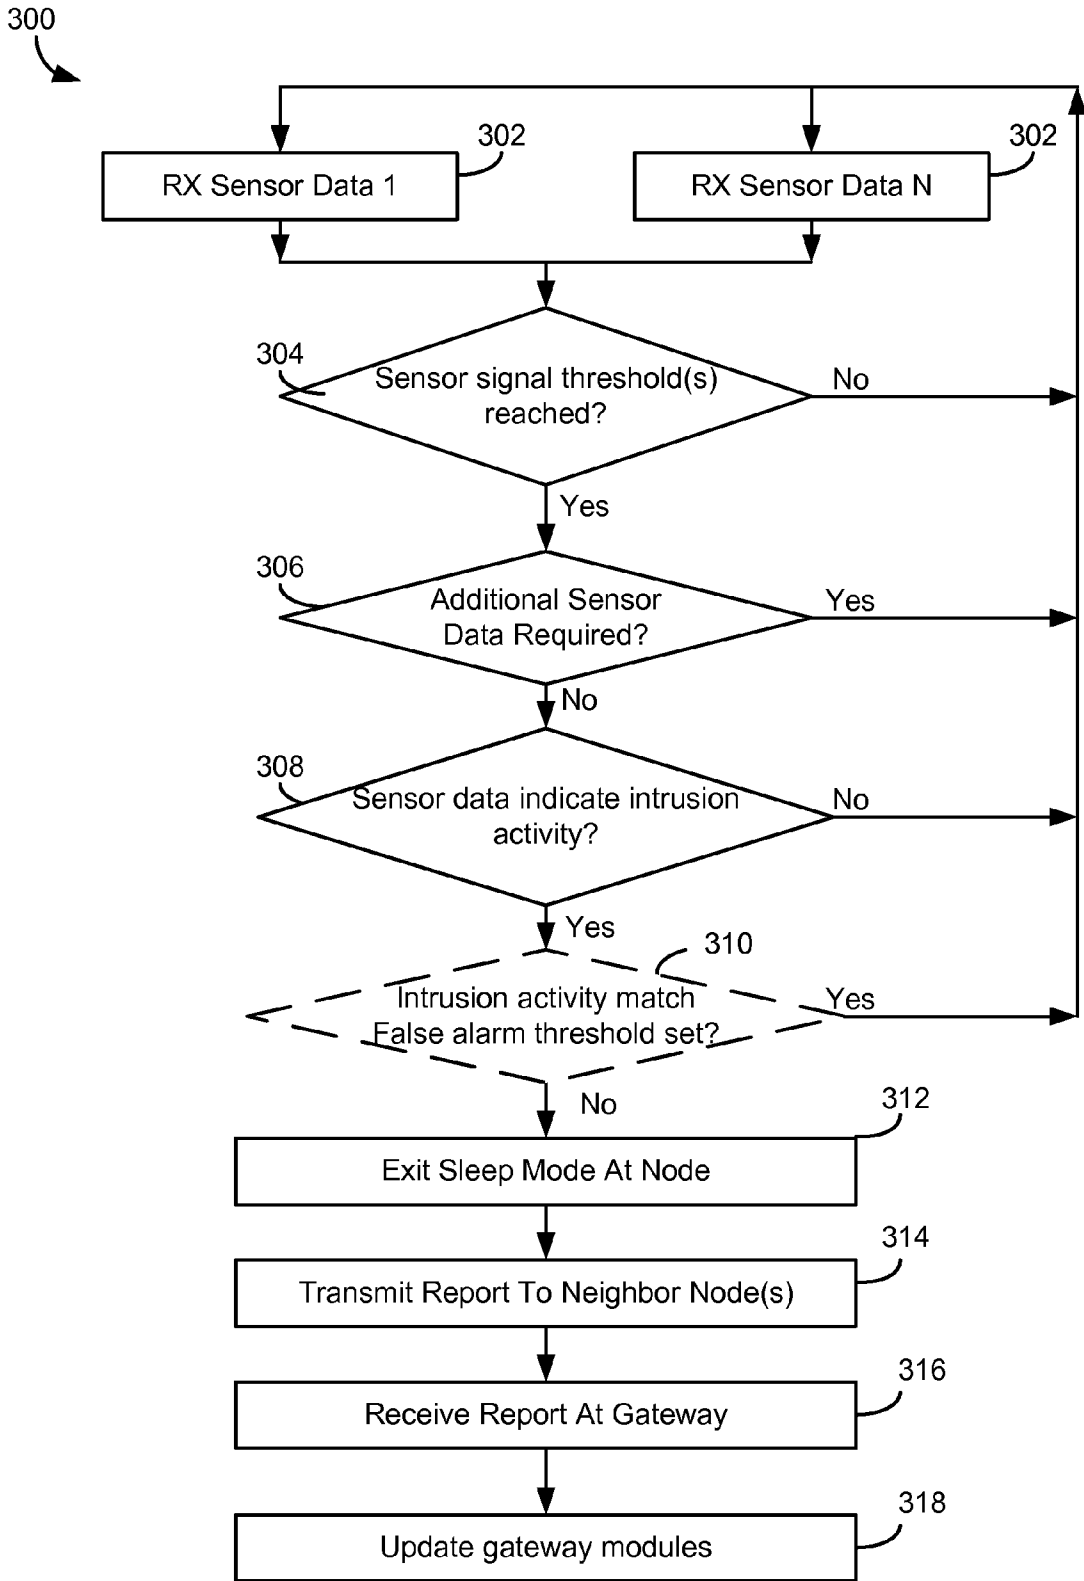 300
302
302
RX Sensor Data 1
RX Sensor Data N
304
Sensor signal threshold(s)
reached?
No
Yes
306
Additional Sensor
Data Required?
Yes
No
308
Sensor data indicate intrusion
activity?
No
Yes
310
Intrusion activity match
False alarm threshold set?
Yes
No
312
Exit Sleep Mode At Node
314
Transmit Report To Neighbor Node(s)
316
Receive Report At Gateway
318
Update gateway modules